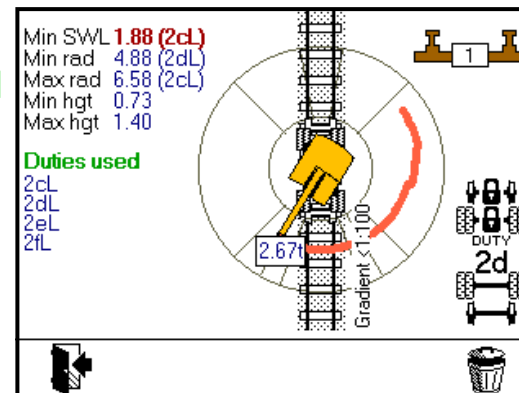 Min SWL 1.88 (2cL)
Min rad 4.88 (2dL)
Max rad 6.58 (2cL)
Min hgt 0.73
Max hgt 1.40
Duties used
2cL
2dL
2eL
2fL
2.67t
Gradient <1:100
1
DUTY
2d